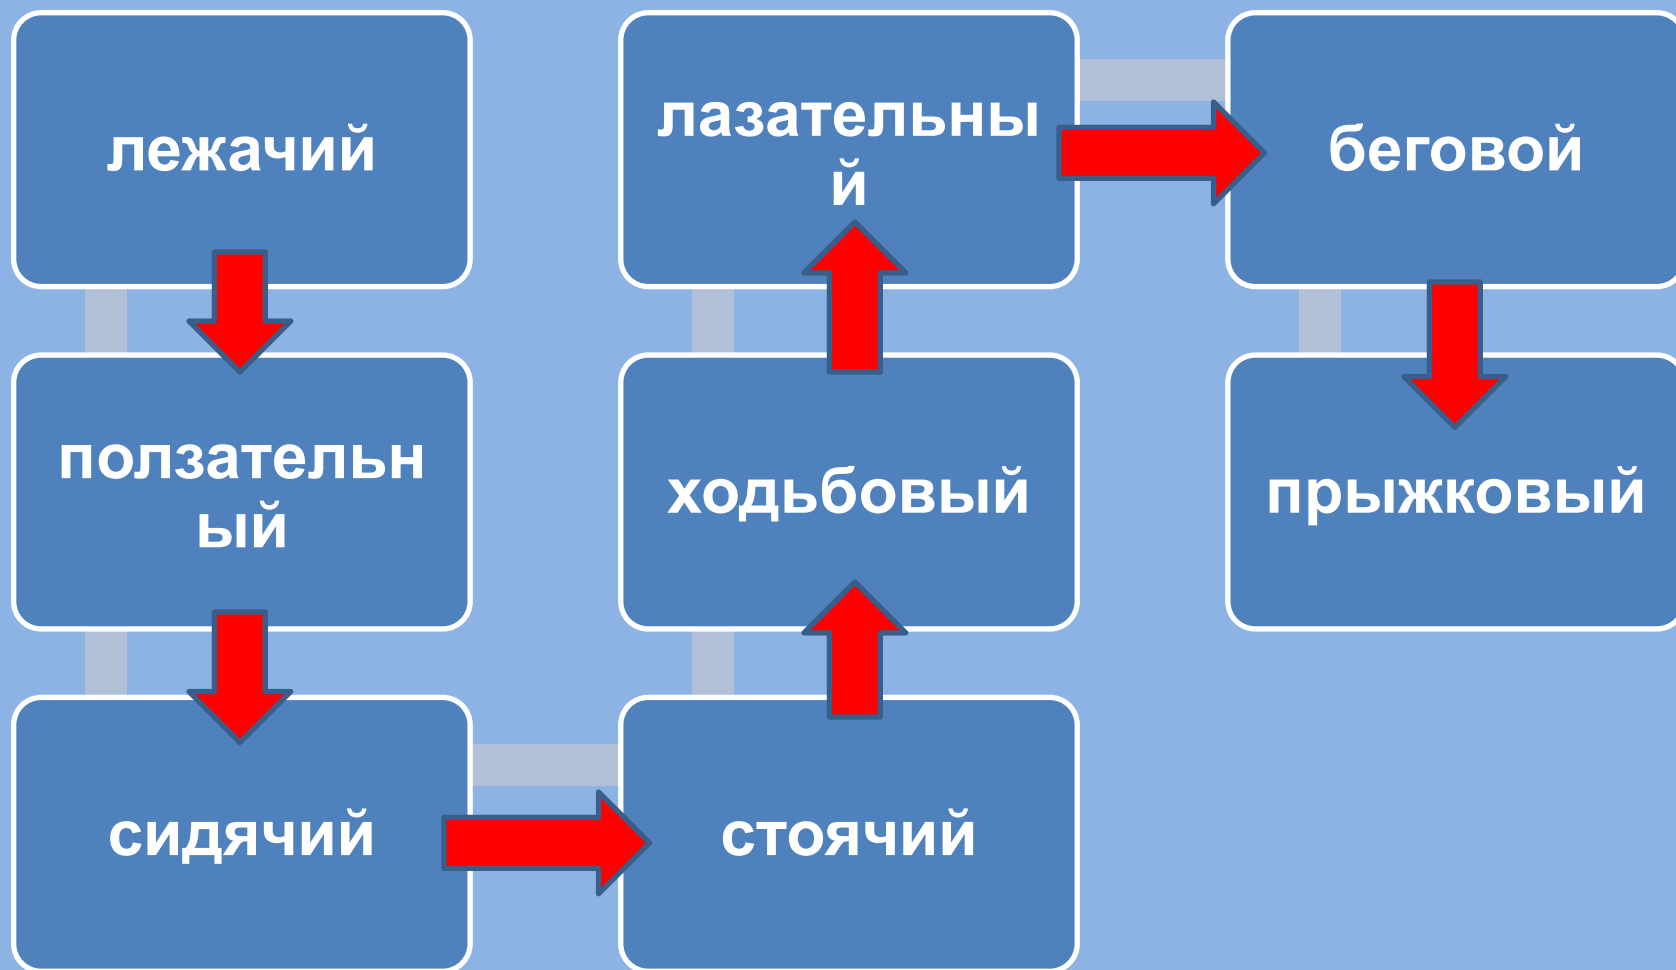 лежачий
ползательн
ый
сидячий
стоячий
ходьбовый
лазательны
й
беговой
прыжковый